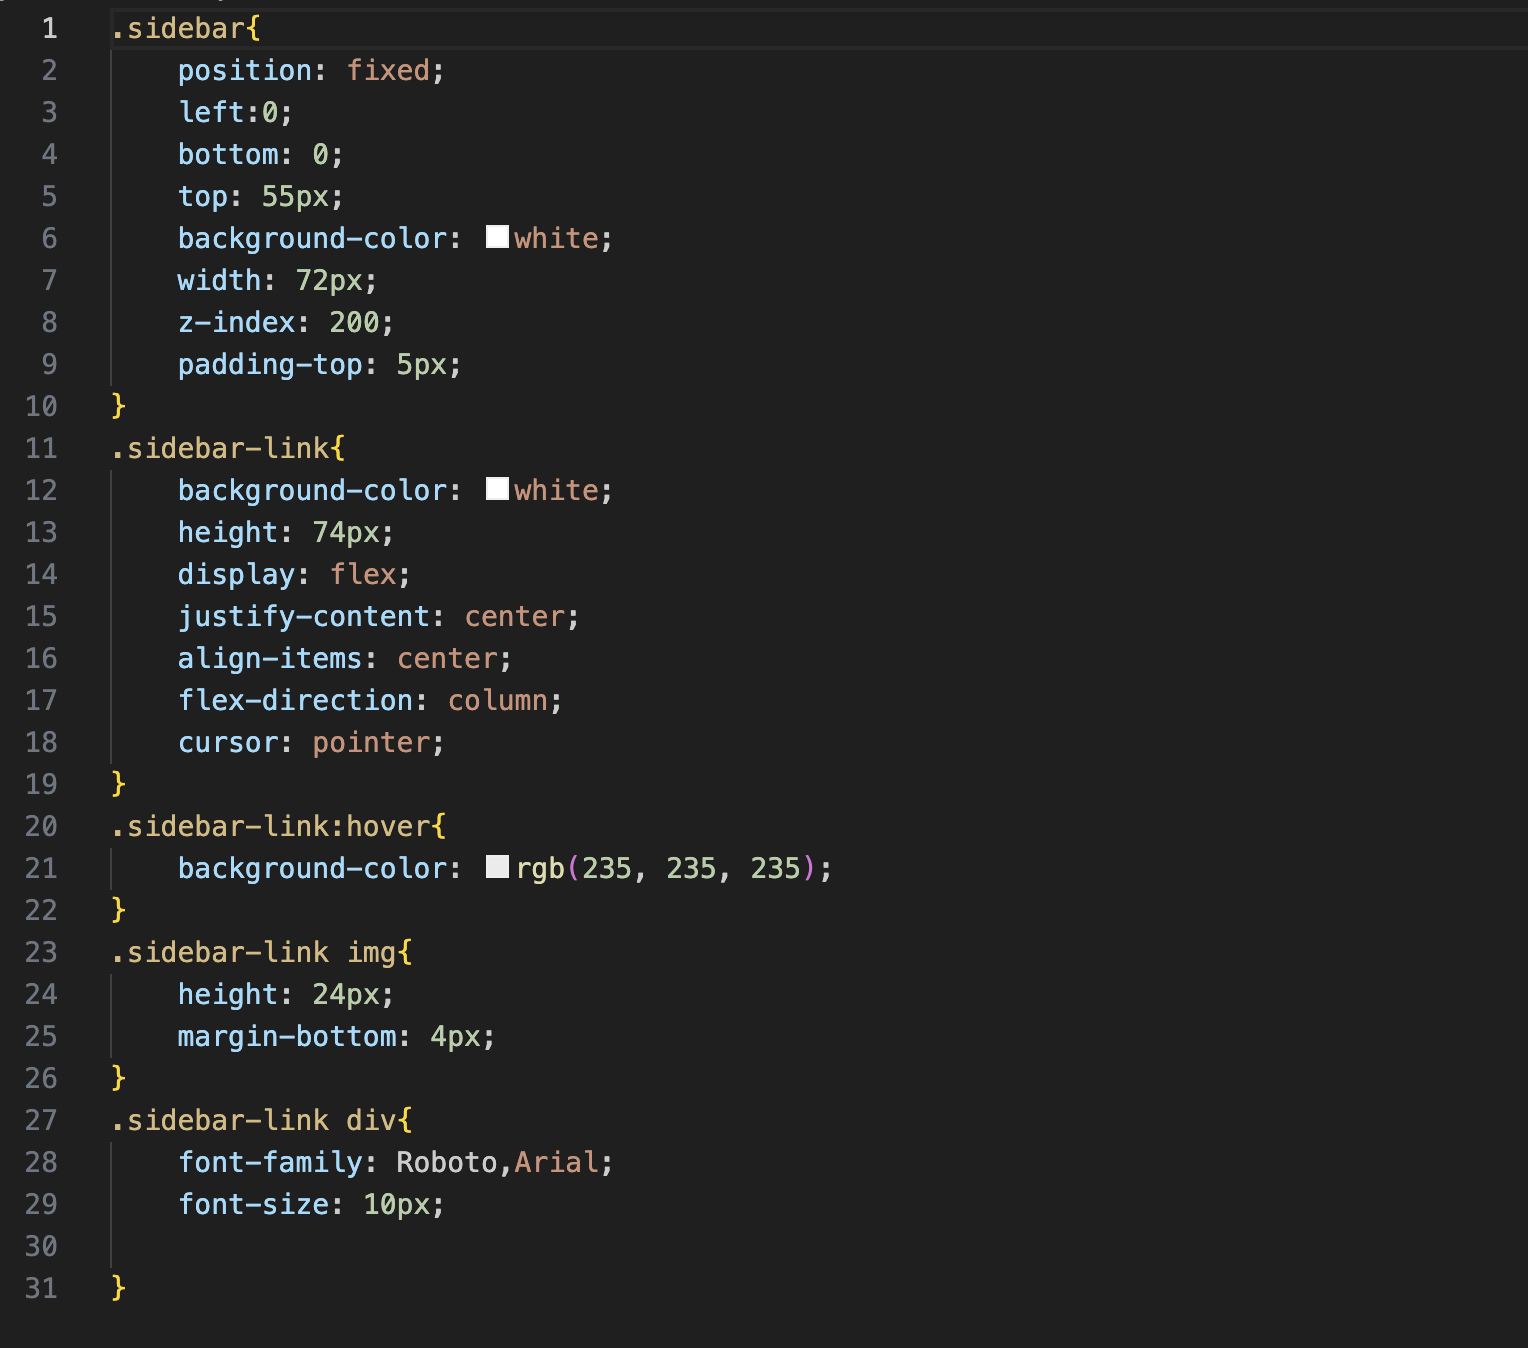 1 .sidebar{
2     position: fixed;
3     left:0;
4     bottom: 0;
5     top: 55px;
6     background-color: white;
7     width: 72px;
8     z-index: 200;
9     padding-top: 5px;
10 }
11 .sidebar-link{
12     background-color: white;
13     height: 74px;
14     display: flex;
15     justify-content: center;
16     align-items: center;
17     flex-direction: column;
18     cursor: pointer;
19 }
20 .sidebar-link:hover{
21     background-color: rgb(235, 235, 235);
22 }
23 .sidebar-link img{
24     height: 24px;
25     margin-bottom: 4px;
26 }
27 .sidebar-link div{
28     font-family: Roboto,Arial;
29     font-size: 10px;
30
31 }